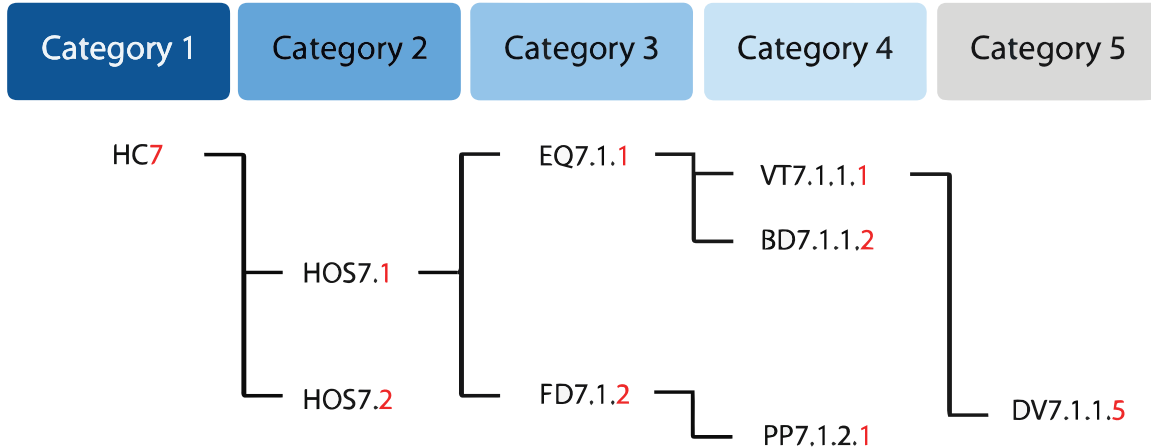 Category 1
Category 2
Category 3
Category 4
Category 5
HC7
EQ7.1.1
VT7.1.1.1
BD7.1.1.2
HOS7.1
HOS7.2
FD7.1.2
DV7.1.1.5
PP7.1.2.1